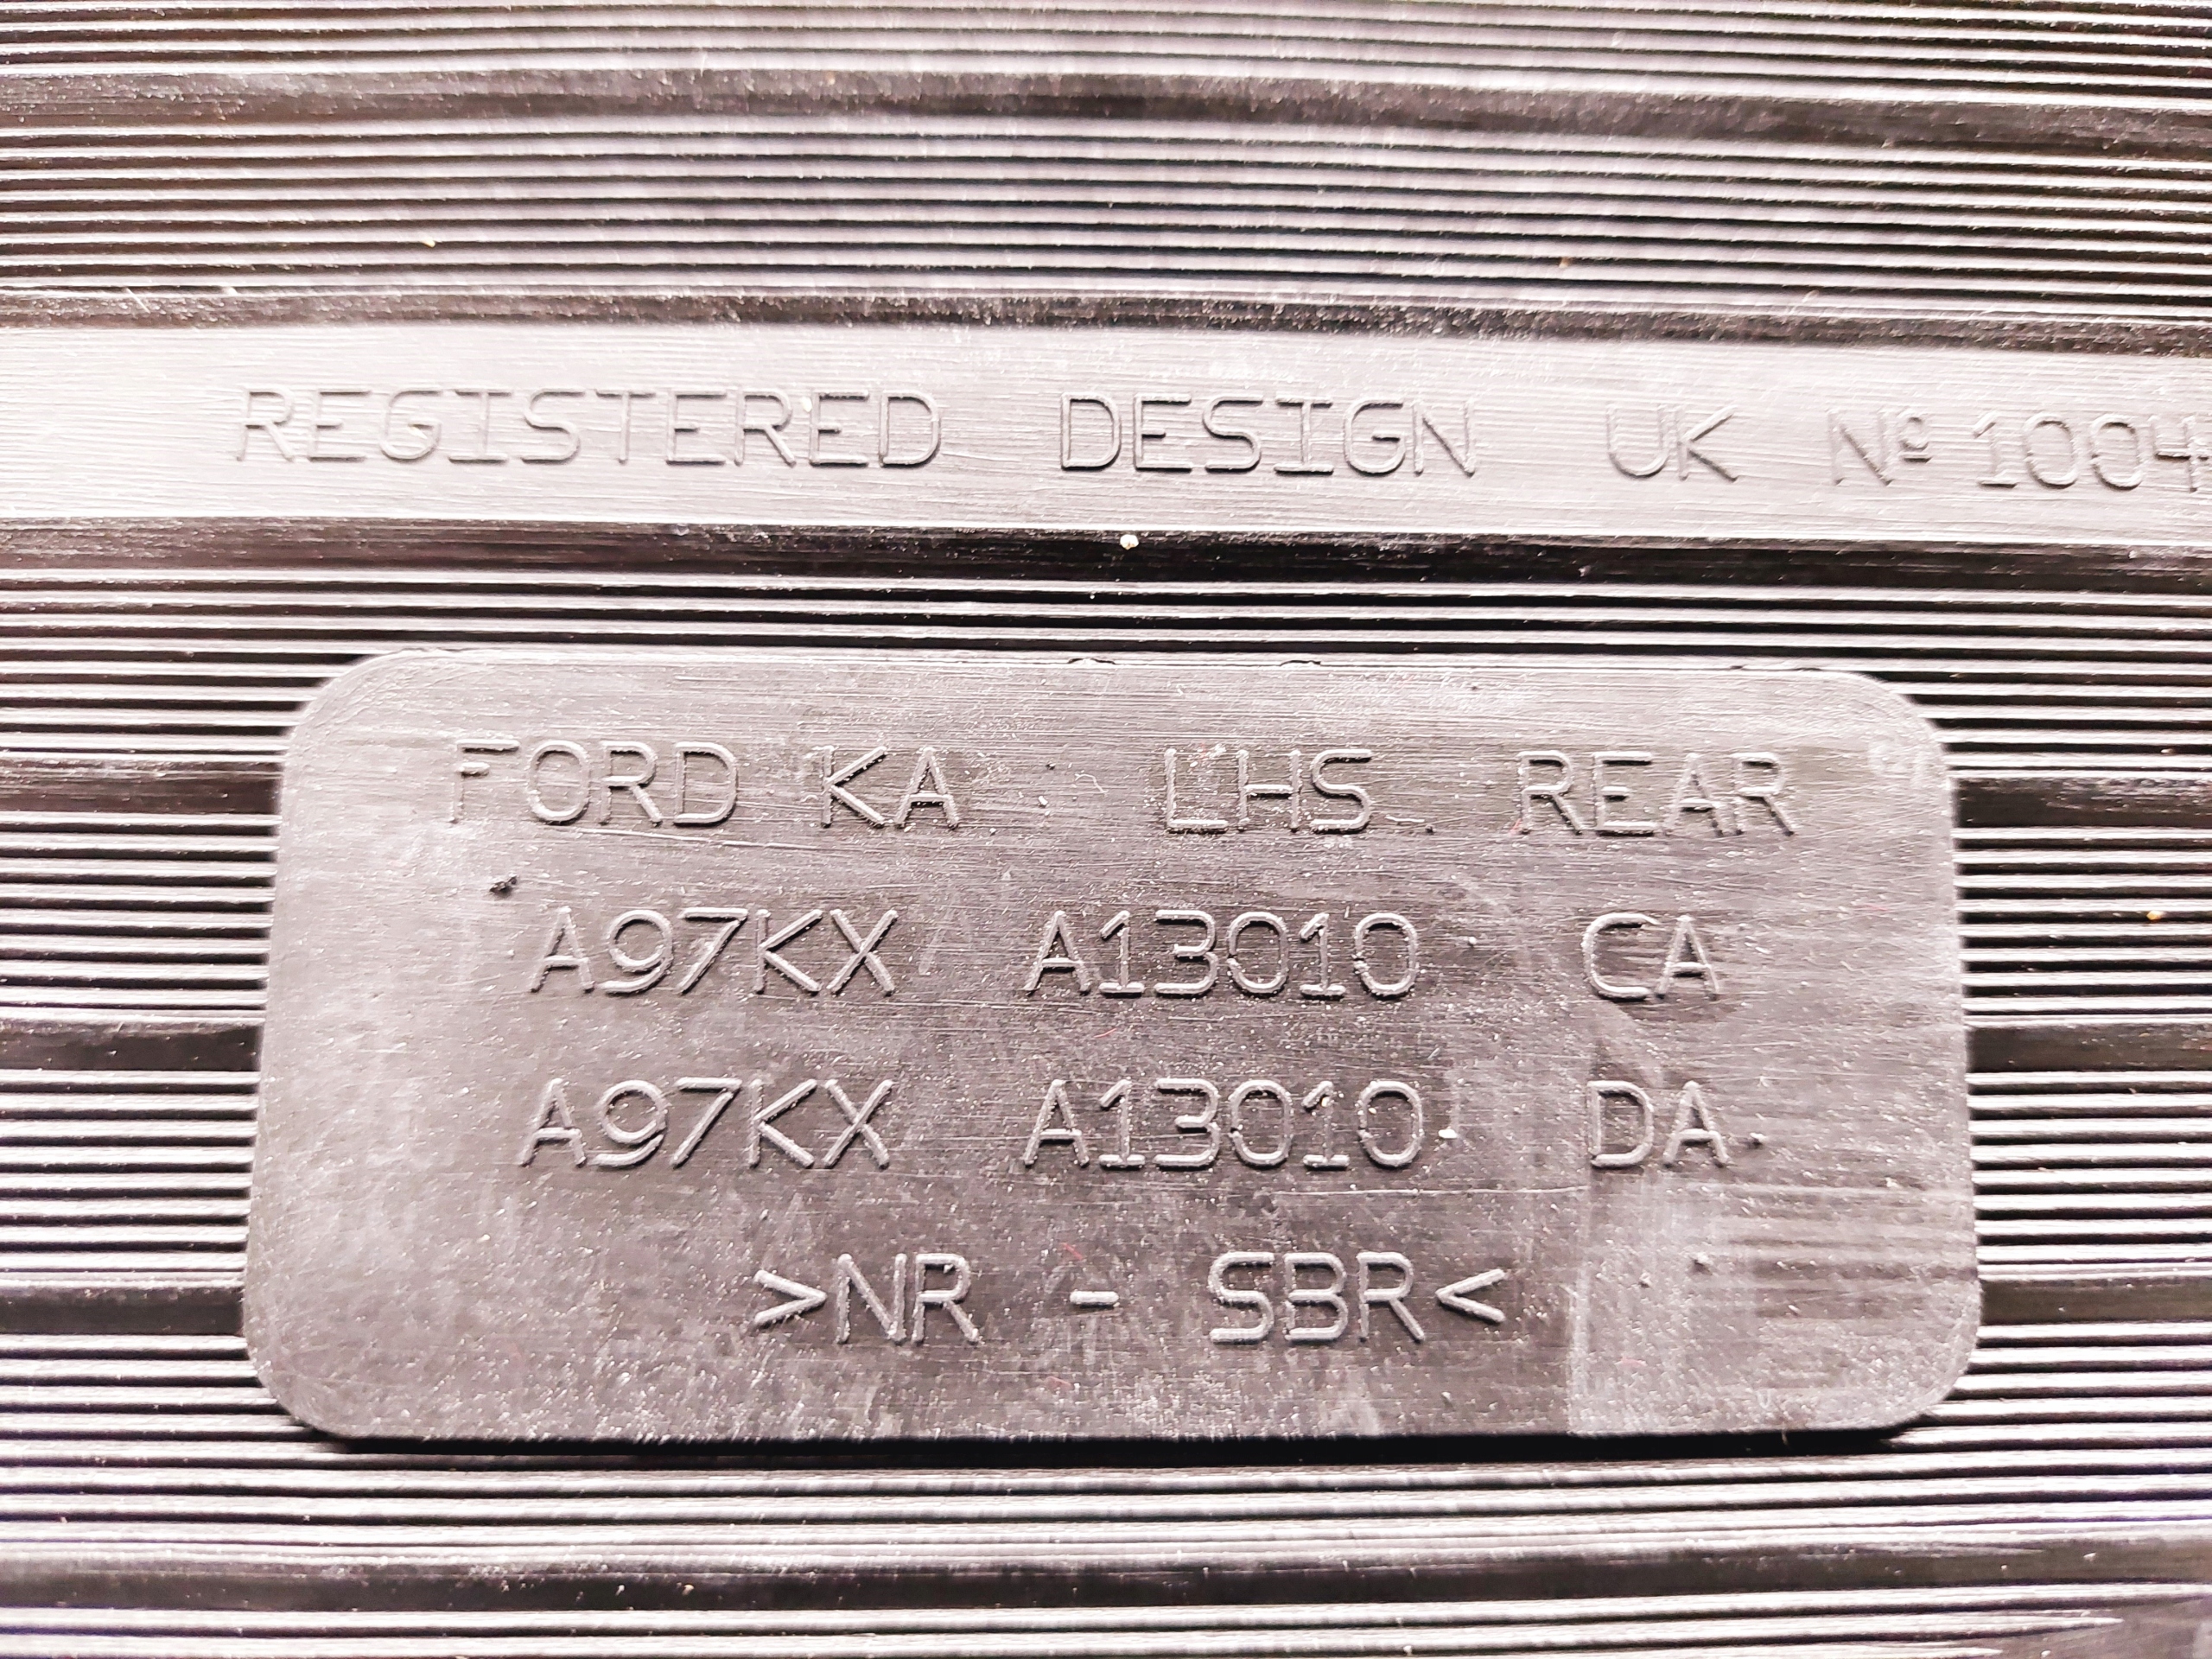 REGISTERED DESIGN UK Nº 1004
FORD KA LHS REAR
A97KX A13010 CA
A97KX A13010 DA
>NR - SBR<